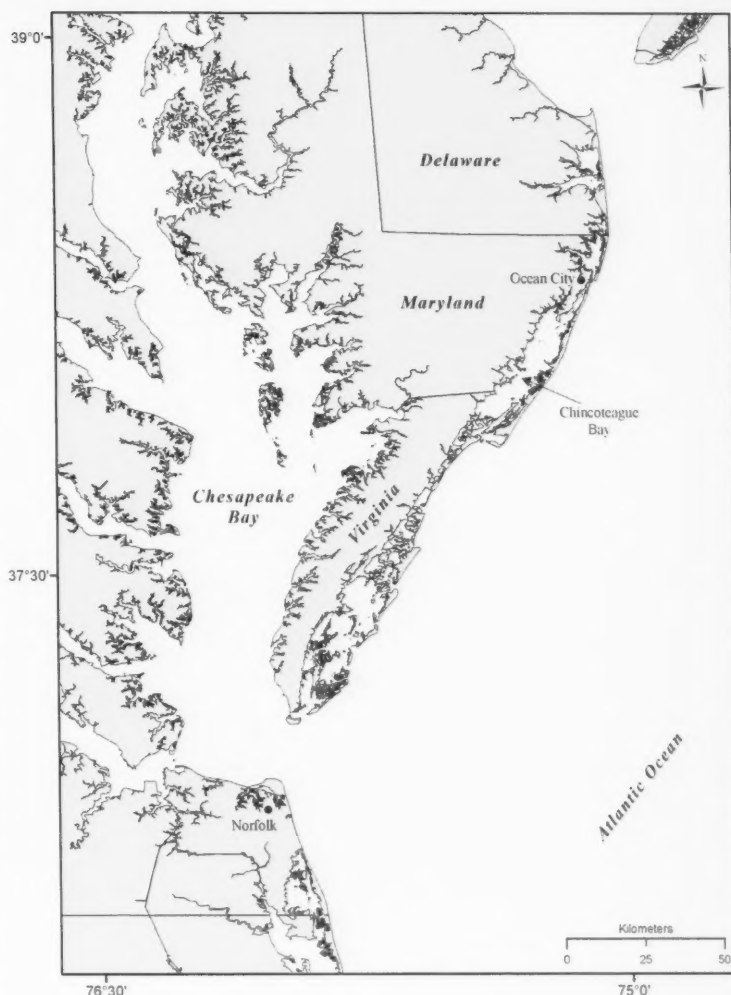 39°0'
N
Delaware
Ocean City
Maryland
Chincoteague
Bay
Chesapeake
Bay
Virginia
37°30'
Atlantic Ocean
Norfolk
Kilometers
0 25 50
76°30'
75°0'